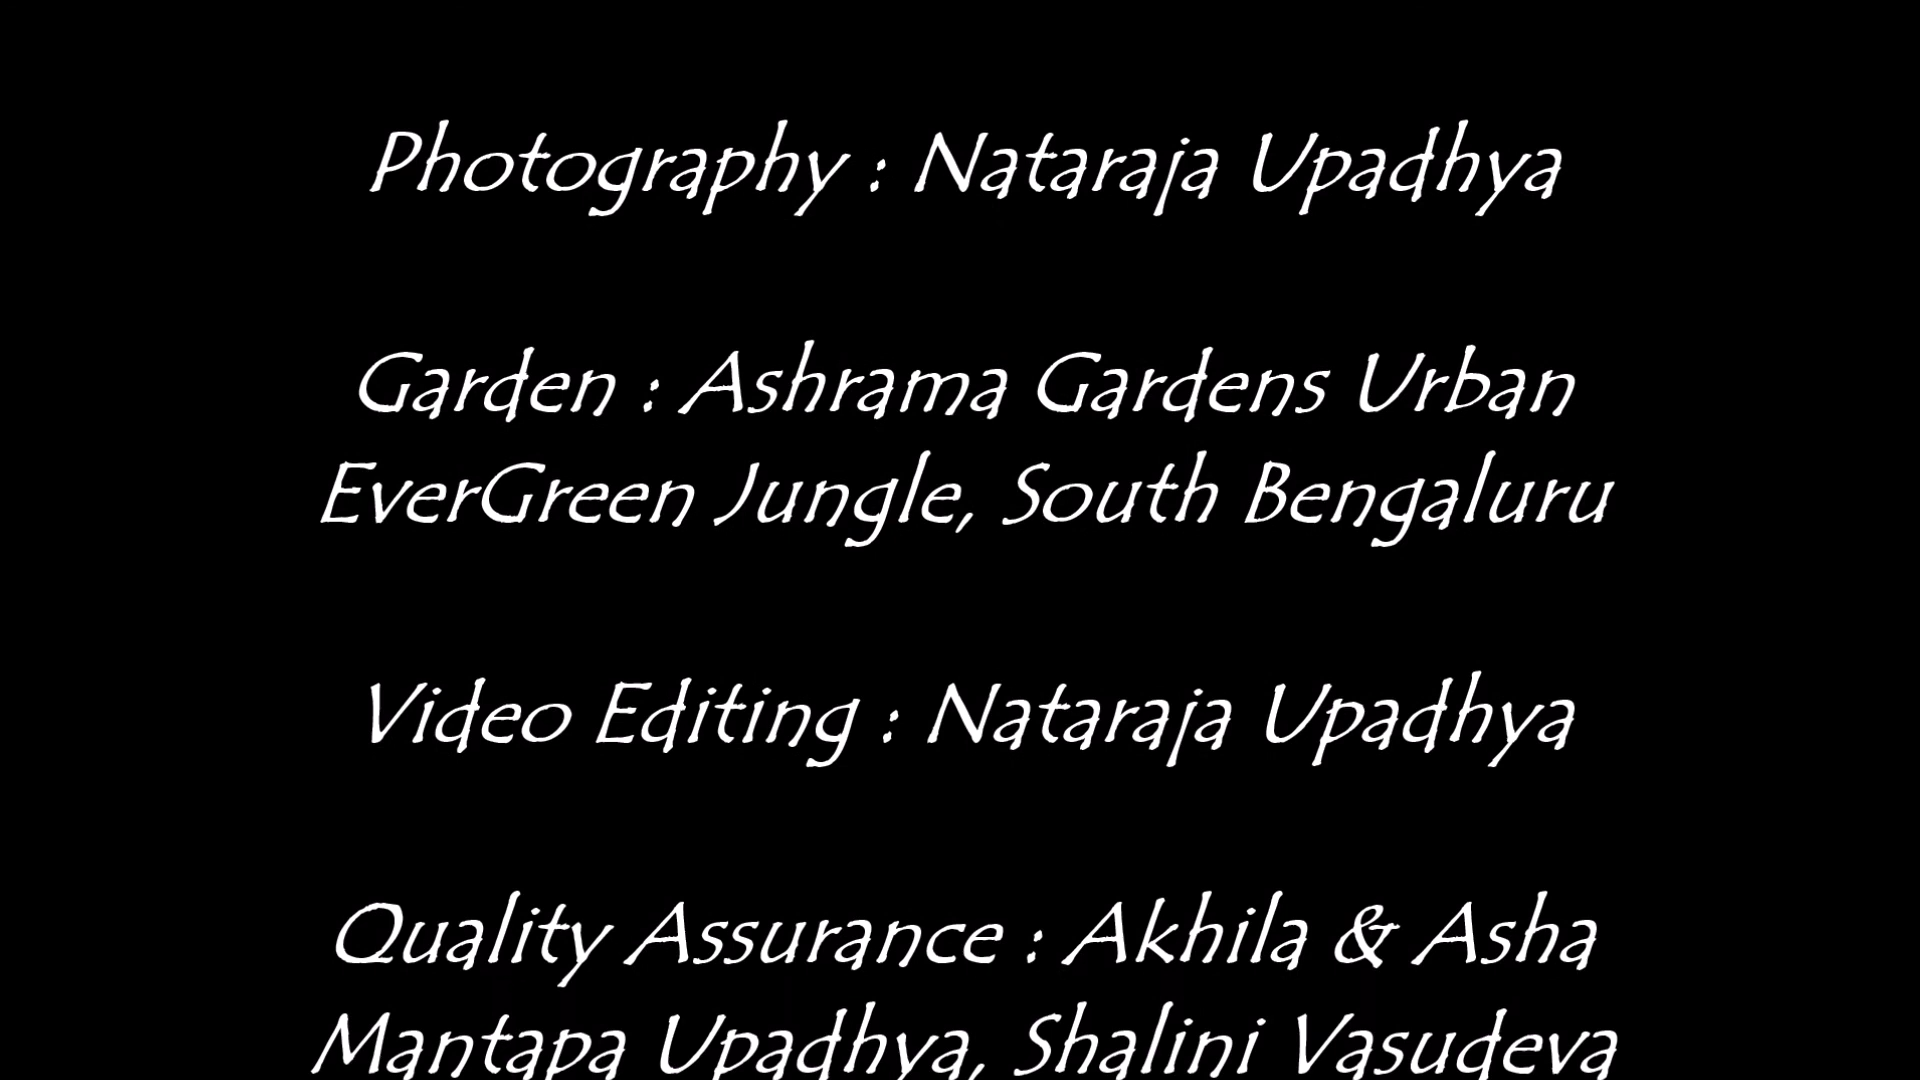 Photography : Nataraja Upadhya
Garden : Ashrama Gardens Urban
EverGreen Jungle, South Bengaluru
Video Editing : Nataraja Upadhya
Quality Assurance : Akhila & Asha
Mantapa Upadhya, Shalini Vasudeva